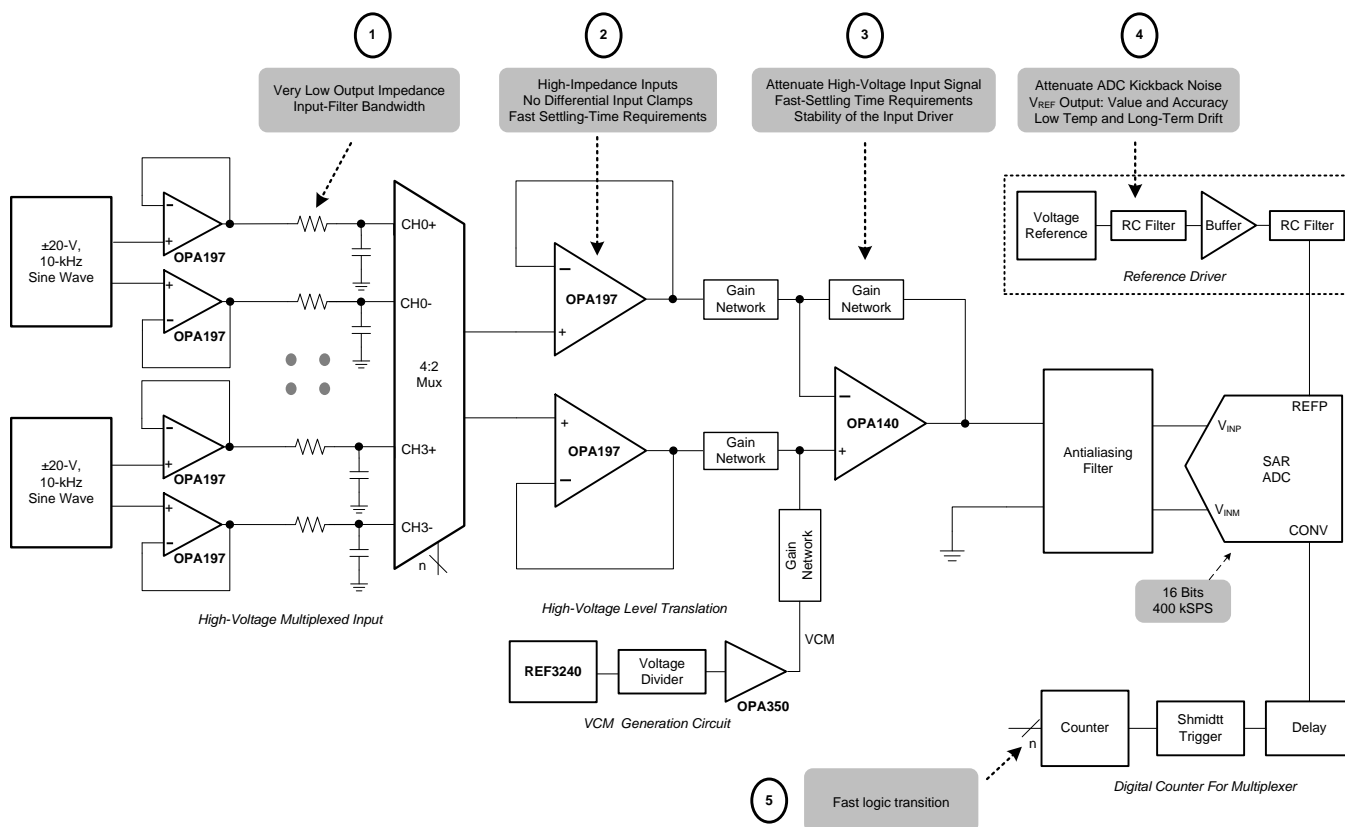 1
2
3
4
Very Low Output Impedance
Input-Filter Bandwidth
High-Impedance Inputs
No Differential Input Clamps
Fast Settling-Time Requirements
Attenuate High-Voltage Input Signal
Fast-Settling Time Requirements
Stability of the Input Driver
Attenuate ADC Kickback Noise
VREF Output: Value and Accuracy
Low Temp and Long-Term Drift
±20-V,
10-kHz
Sine Wave
−
+
OPA197
+
−
OPA197
CH0+
CH0-
4:2
Mux
±20-V,
10-kHz
Sine Wave
−
+
OPA197
+
−
OPA197
CH3+
CH3-
n
High-Voltage Multiplexed Input
−
+
OPA197
+
−
OPA197
High-Voltage Level Translation
Gain
Network
Gain
Network
Gain
Network
Gain
Network
−
+
OPA140
VCM
REF3240
Voltage
Divider
OPA350
VCM Generation Circuit
Voltage
Reference
RC Filter
Buffer
RC Filter
Reference Driver
Antialiasing
Filter
REFP
VINP
SAR
ADC
VINM
CONV
16 Bits
400 kSPS
n
Counter
Shmidtt
Trigger
Delay
Digital Counter For Multiplexer
5
Fast logic transition